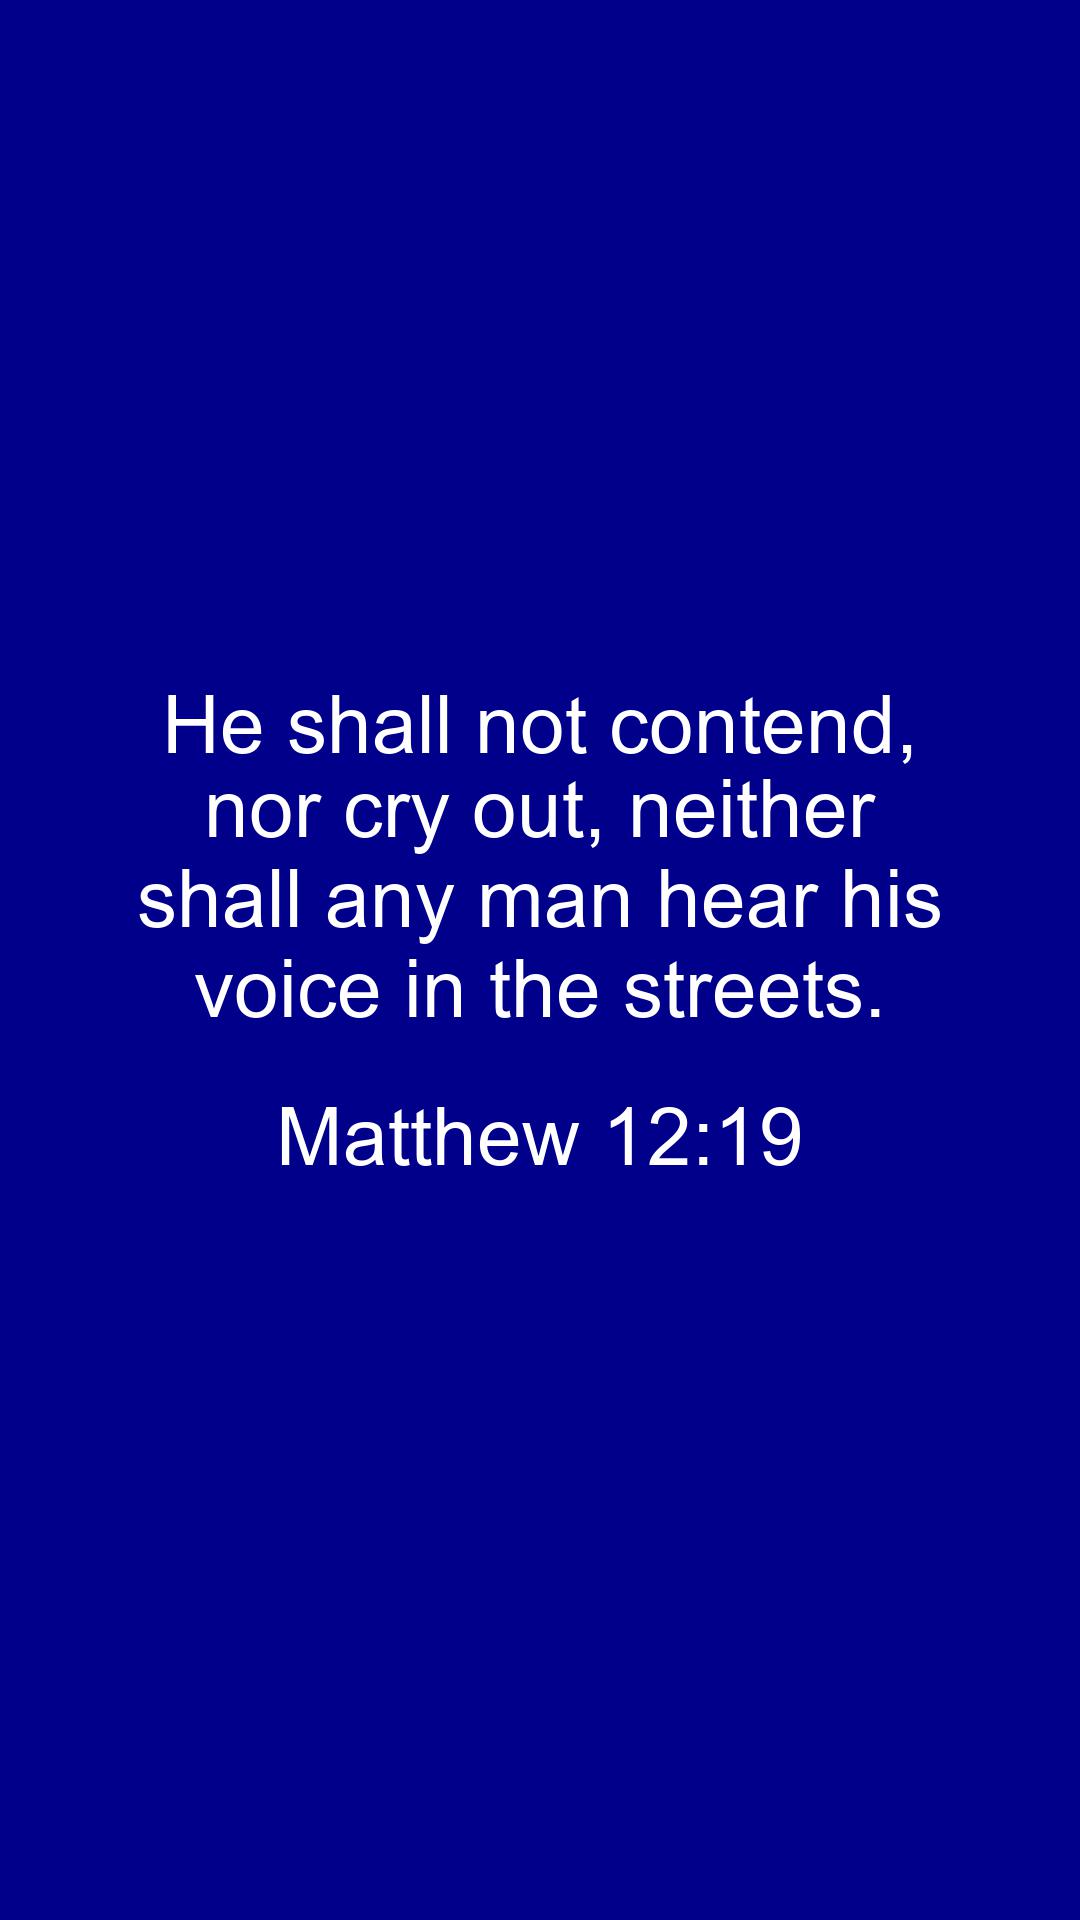 He shall not contend,
nor cry out, neither
shall any man hear his
voice in the streets.
Matthew 12:19